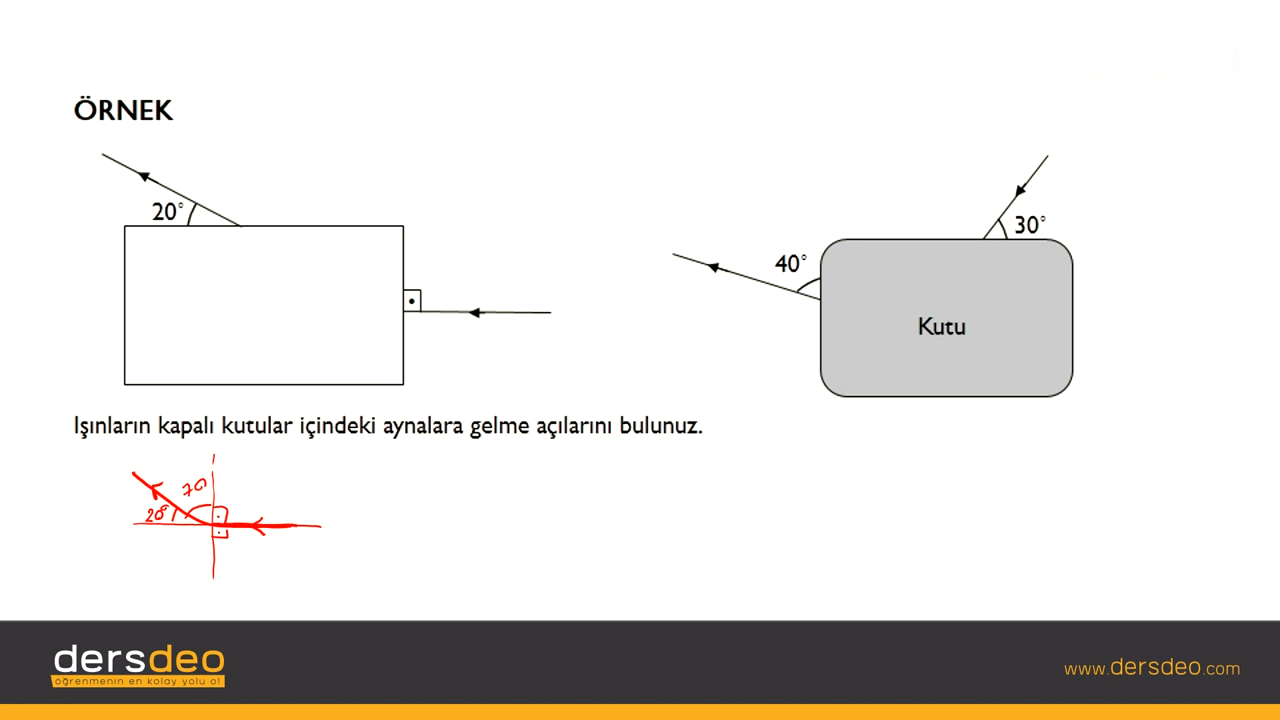 ÖRNEK
20°
40°
30°
Kutu
Işınların kapalı kutular içindeki aynalara gelme açılarını bulunuz.
70
20°
dersdeo
öğrenmenin en kolay yolu o!
www.dersdeo.com